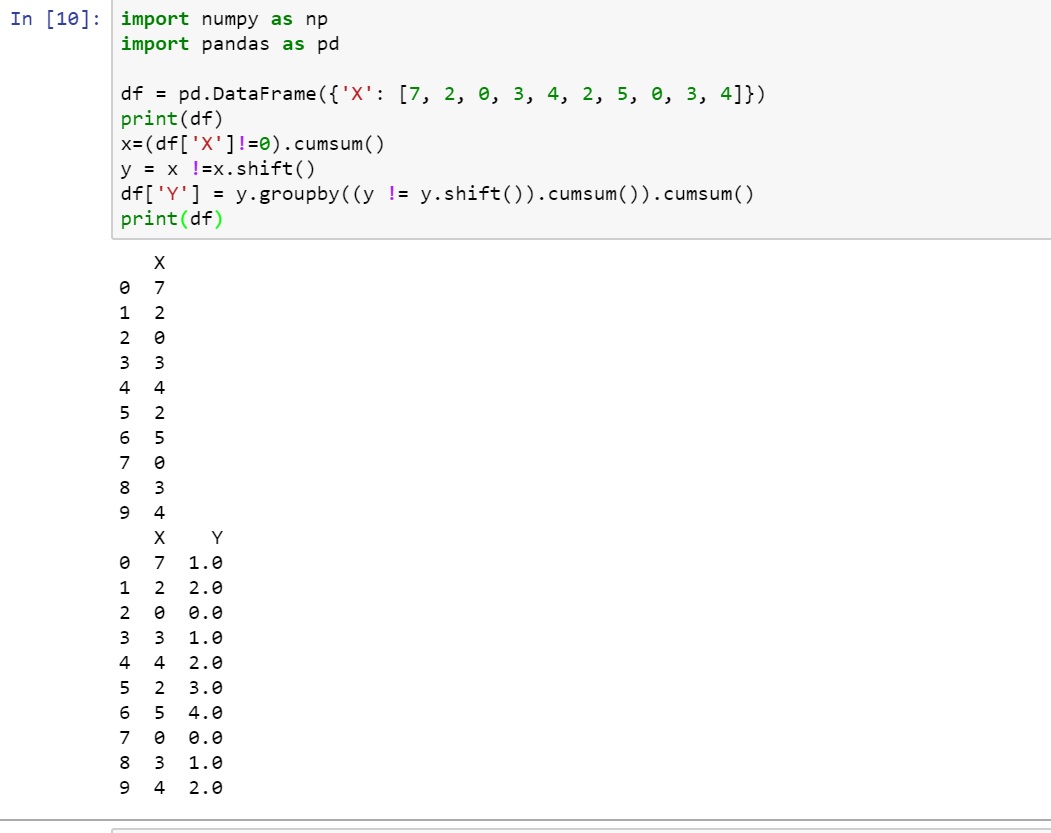 In [10]: import numpy as np
import pandas as pd
df = pd.DataFrame({'X': [7, 2, 0, 3, 4, 2, 5, 0, 3, 4]})
print(df)
x=(df['X']!=0).cumsum()
y = x !=x.shift()
df['Y'] = y.groupby((y != y.shift()).cumsum()).cumsum()
print(df)
   X
0  7
1  2
2  0
3  3
4  4
5  2
6  5
7  0
8  3
9  4
   X    Y
0  7  1.0
1  2  2.0
2  0  0.0
3  3  1.0
4  4  2.0
5  2  3.0
6  5  4.0
7  0  0.0
8  3  1.0
9  4  2.0